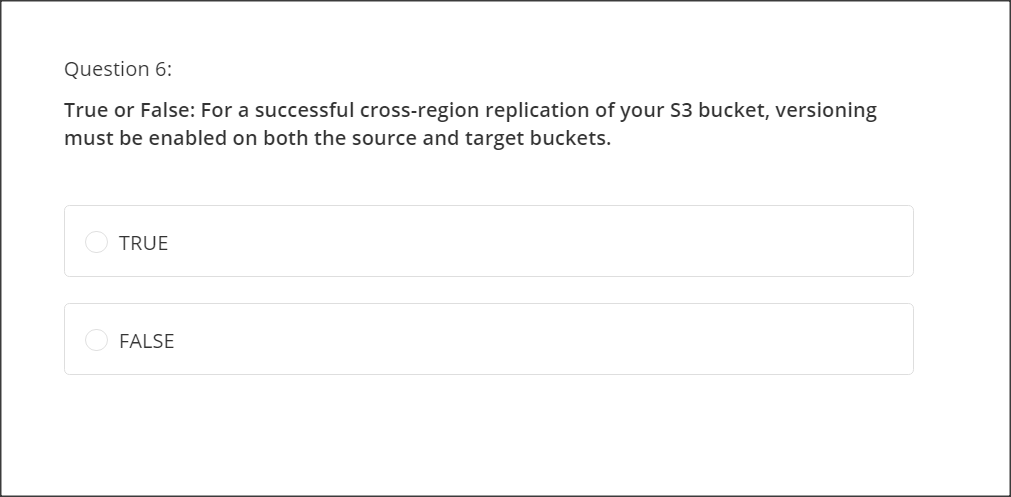 Question 6:
True or False: For a successful cross-region replication of your S3 bucket, versioning
must be enabled on both the source and target buckets.
TRUE
FALSE